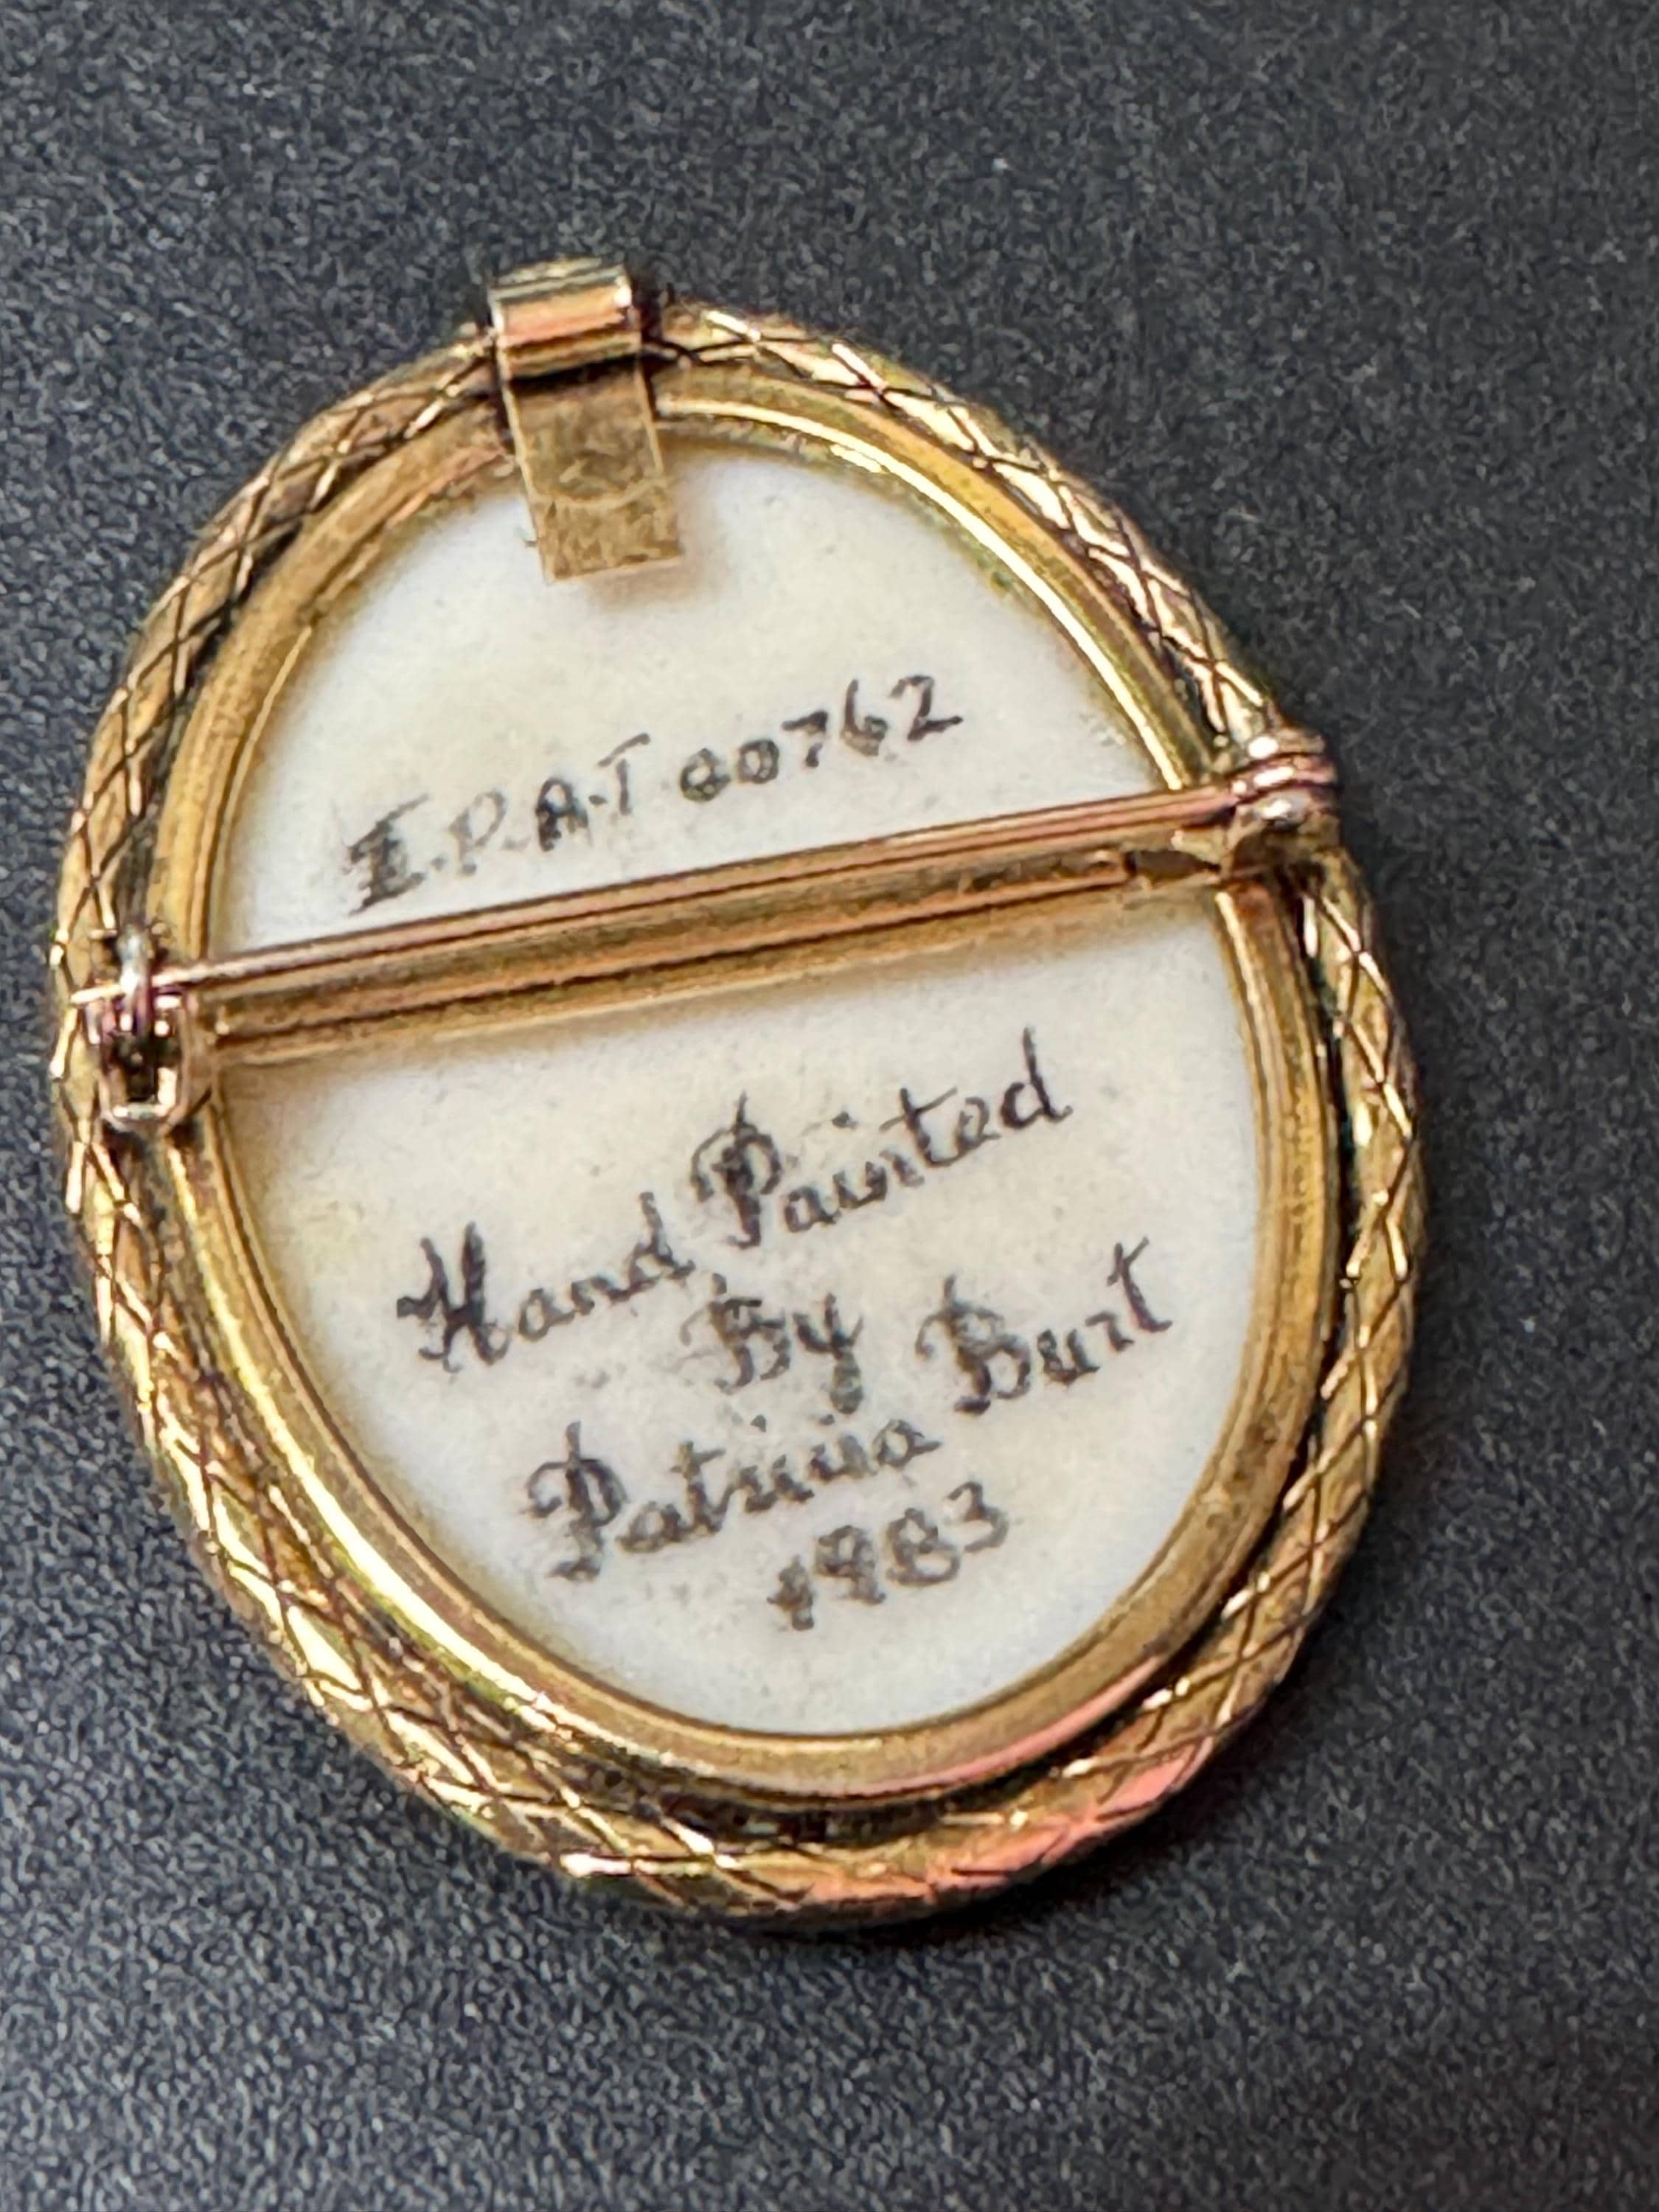 I.P.A.T 00762
Hand Painted
By
Patricia Burt
1983